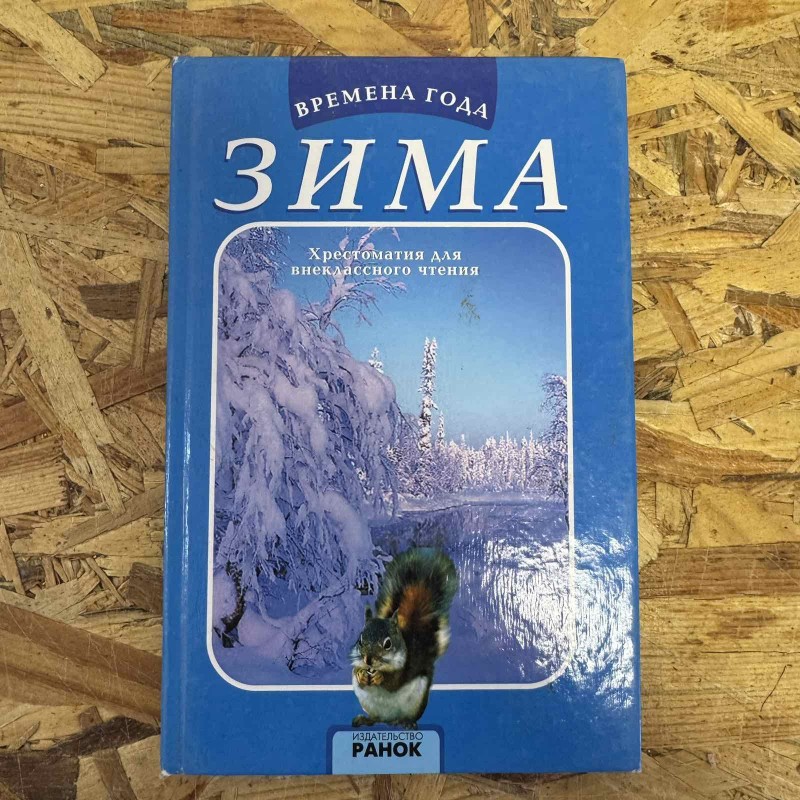 ВРЕМЕНА ГОДА
ЗИМА
Хрестоматия для
внеклассного чтения
ИЗДАТЕЛЬСТВО
РАНОК